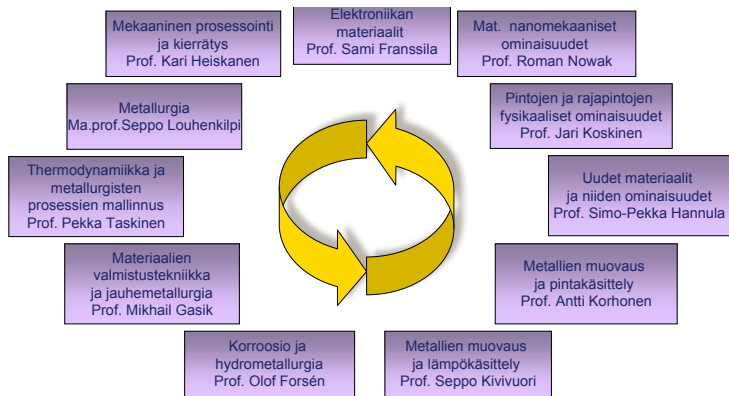 Elektroniikan
materiaalit
Prof. Sami Franssila
Mat. nanomekaaniset
ominaisuudet
Prof. Roman Nowak
Pintojen ja rajapintojen
fysikaaliset ominaisuudet
Prof. Jari Koskinen
Uudet materiaalit
ja niiden ominaisuudet
Prof. Simo-Pekka Hannula
Metallien muovaus
ja pintakäsittely
Prof. Antti Korhonen
Metallien muovaus
ja lämpökäsittely
Prof. Seppo Kivivuori
Korroosio ja
hydrometallurgia
Prof. Olof Forsén
Materiaalien
valmistustekniikka
ja jauhemetallurgia
Prof. Mikhail Gasik
Thermodynamiikka ja
metallurgisten
prosessien mallinnus
Prof. Pekka Taskinen
Metallurgia
Ma.prof.Seppo Louhenkilpi
Mekaaninen prosessointi
ja kierrätys
Prof. Kari Heiskanen